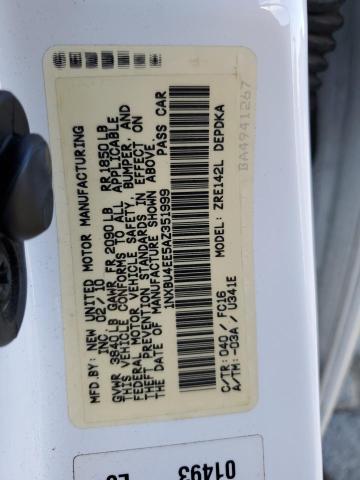 MFD. BY: NEW UNITED MOTOR MANUFACTURING
INC. 02/10
GVWR 3840 LB GAWR FR 2090 LB RR 1850 LB
THIS VEHICLE CONFORMS TO ALL APPLICABLE
FEDERAL MOTOR VEHICLE SAFETY, BUMPER, AND
THEFT PREVENTION STANDARDS IN EFFECT ON
THE DATE OF MANUFACTURE SHOWN ABOVE.
1NXBU4EE5AZ351999 PASS CAR
C/TR: 040 / FC16 MODEL: ZRE142L DEPDKA
A/TM: -03A / U341E
BA4941267
01493